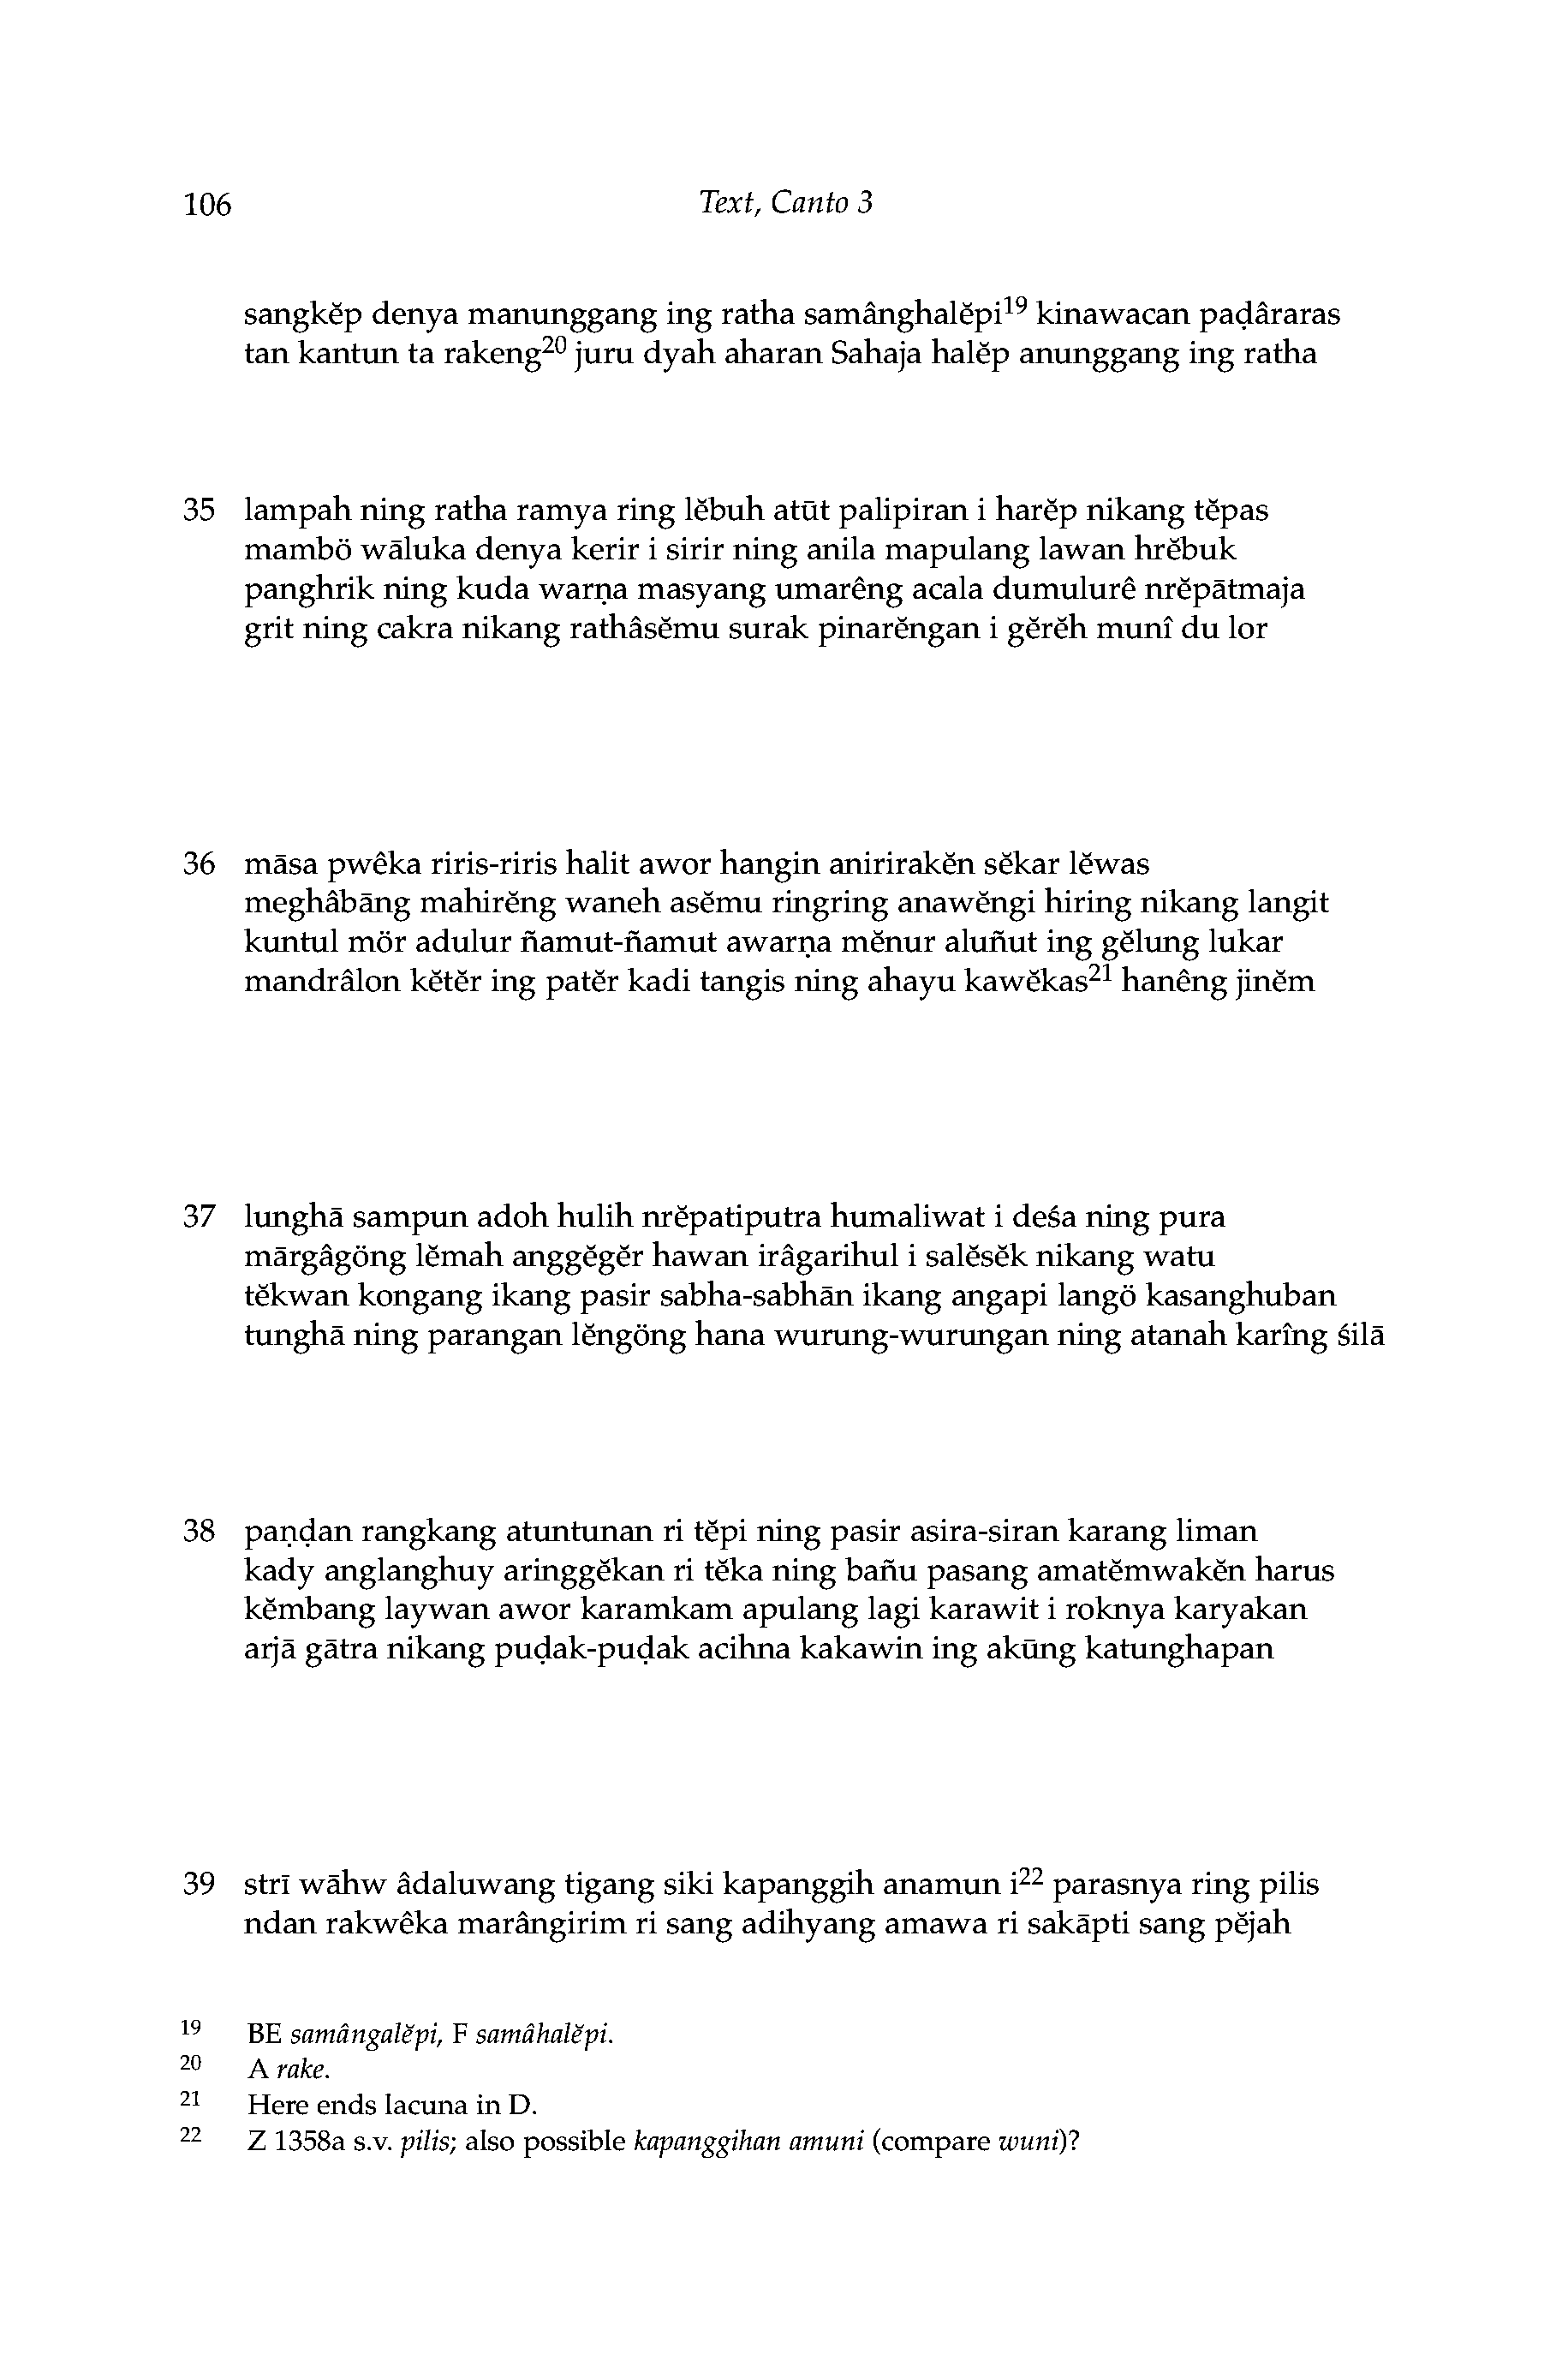 106 Text, Canto 3
sangkĕp denya manunggang ing ratha samânghalĕpi19 kinawacan paḍâraras
tan kantun ta rakeng20 juru dyah aharan Sahaja halĕp anunggang ing ratha
35 lampah ning ratha ramya ring lĕbuh atūt palipiran i harĕp nikang tĕpas
mambö wāluka denya kerir i sirir ning anila mapulang lawan hrĕbuk
panghrik ning kuda warṇa masyang umarêng acala dumulurê nrĕpātmaja
grit ning cakra nikang rathâsĕmu surak pinarĕngan i gĕrĕh munî du lor
36 māsa pwêka riris-riris halit awor hangin anirirakĕn sĕkar lĕwas
meghâbāng mahirĕng waneh asĕmu ringring anawĕngi hiring nikang langit
kuntul mör adulur ñamut-ñamut awarṇa mĕnur aluñut ing gĕlung lukar
mandrâlon kĕtĕr ing patĕr kadi tangis ning ahayu kawĕkas21 hanêng jinĕm
37 lunghā sampun adoh hulih nrĕpatiputra humaliwat i deśa ning pura
mārgâgöng lĕmah anggĕgĕr hawan irâgarihul i salĕsĕk nikang watu
tĕkwan kongang ikang pasir sabha-sabhān ikang angapi langö kasanghuban
tunghā ning parangan lĕngöng hana wurung-wurungan ning atanah karîng śilā
38 paṇḍan rangkang atuntunan ri tĕpi ning pasir asira-siran karang liman
kady anglanghuy aringgĕkan ri tĕka ning bañu pasang amatĕmwakĕn harus
kĕmbang laywan awor karamkam apulang lagi karawit i roknya karyakan
arjā gātra nikang puḍak-puḍak acihna kakawin ing akūng katunghapan
39 strī wāhw âdaluwang tigang siki kapanggih anamun i22 parasnya ring pilis
ndan rakwêka marângirim ri sang adihyang amawa ri sakāpti sang pĕjah
19 BE samângalĕpi, F samâhalĕpi.
20 A rake.
21 Here ends lacuna in D.
22 Z 1358a s.v. pilis; also possible kapanggihan amuni (compare wuni)?